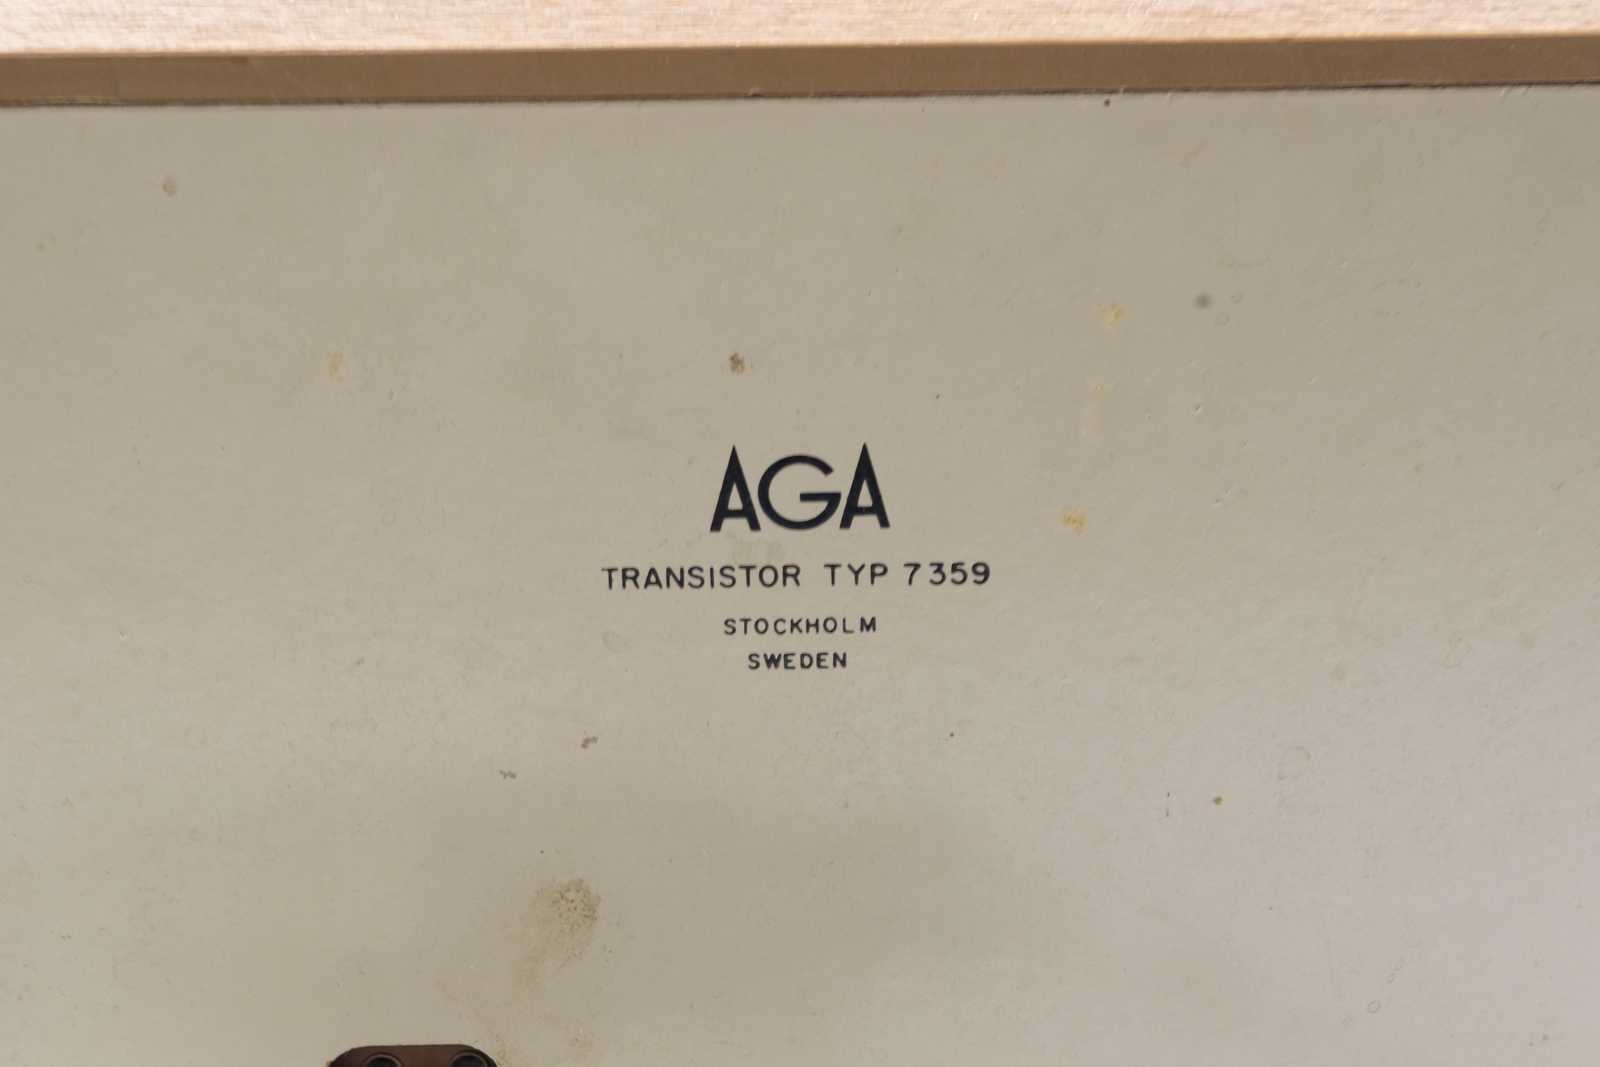 AGA
TRANSISTOR TYP 7359
STOCKHOLM
SWEDEN